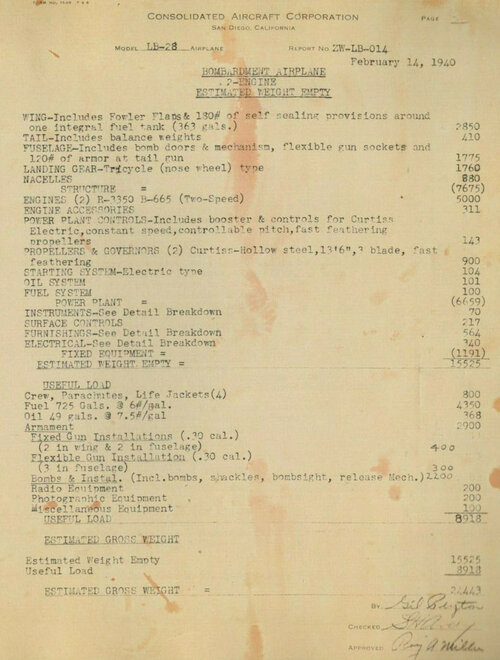 CONSOLIDATED AIRCRAFT CORPORATION
SAN DIEGO, CALIFORNIA
PAGE
MODEL LB-28 AIRPLANE REPORT NO. ZW-LB-014
February 14, 1940
BOMBARDMENT AIRPLANE
2-ENGINE
ESTIMATED WEIGHT EMPTY
WING-Includes Fowler Flaps & 180# of self sealing provisions around
one integral fuel tank (363 gals.) 2850
TAIL-Includes balance weights 410
FUSELAGE-Includes bomb doors & mechanism, flexible gun sockets and
120# of armor at tail gun 1775
LANDING GEAR-Tricycle (nose wheel) type 1760
NACELLES 880
STRUCTURE = (7675)
ENGINES (2) R-3350 B-665 (Two-Speed) 5000
ENGINE ACCESSORIES 311
POWER PLANT CONTROLS-Includes booster & controls for Curtiss
Electric,constant speed,controllable pitch,fast feathering
propellers 143
PROPELLERS & GOVERNORS (2) Curtiss-Hollow steel,13'6",3 blade, fast
feathering 900
STARTING SYSTEM-Electric type 104
OIL SYSTEM 101
FUEL SYSTEM 100
POWER PLANT = (6659)
INSTRUMENTS-See Detail Breakdown 70
SURFACE CONTROLS 217
FURNISHINGS-See Detail Breakdown 564
ELECTRICAL-See Detail Breakdown 340
FIXED EQUIPMENT = (1191)
ESTIMATED WEIGHT EMPTY = 15525
USEFUL LOAD
Crew, Parachutes, Life Jackets(4) 800
Fuel 725 Gals. @ 6#/gal. 4350
Oil 49 gals. @ 7.5#/gal 368
Armament 2900
Fixed Gun Installations (.30 cal.)
(2 in wing & 2 in fuselage) 400
Flexible Gun Installation (.30 cal.)
(3 in fuselage) 300
Bombs & Instal. (Incl.bombs, shackles, bombsight, release Mech.) 2200
Radio Equipment 200
Photographic Equipment 200
Miscellaneous Equipment 100
USEFUL LOAD 8918
ESTIMATED GROSS WEIGHT
Estimated Weight Empty 15525
Useful Load 8918
ESTIMATED GROSS WEIGHT = 24443
BY
CHECKED
APPROVED Roy A Miller